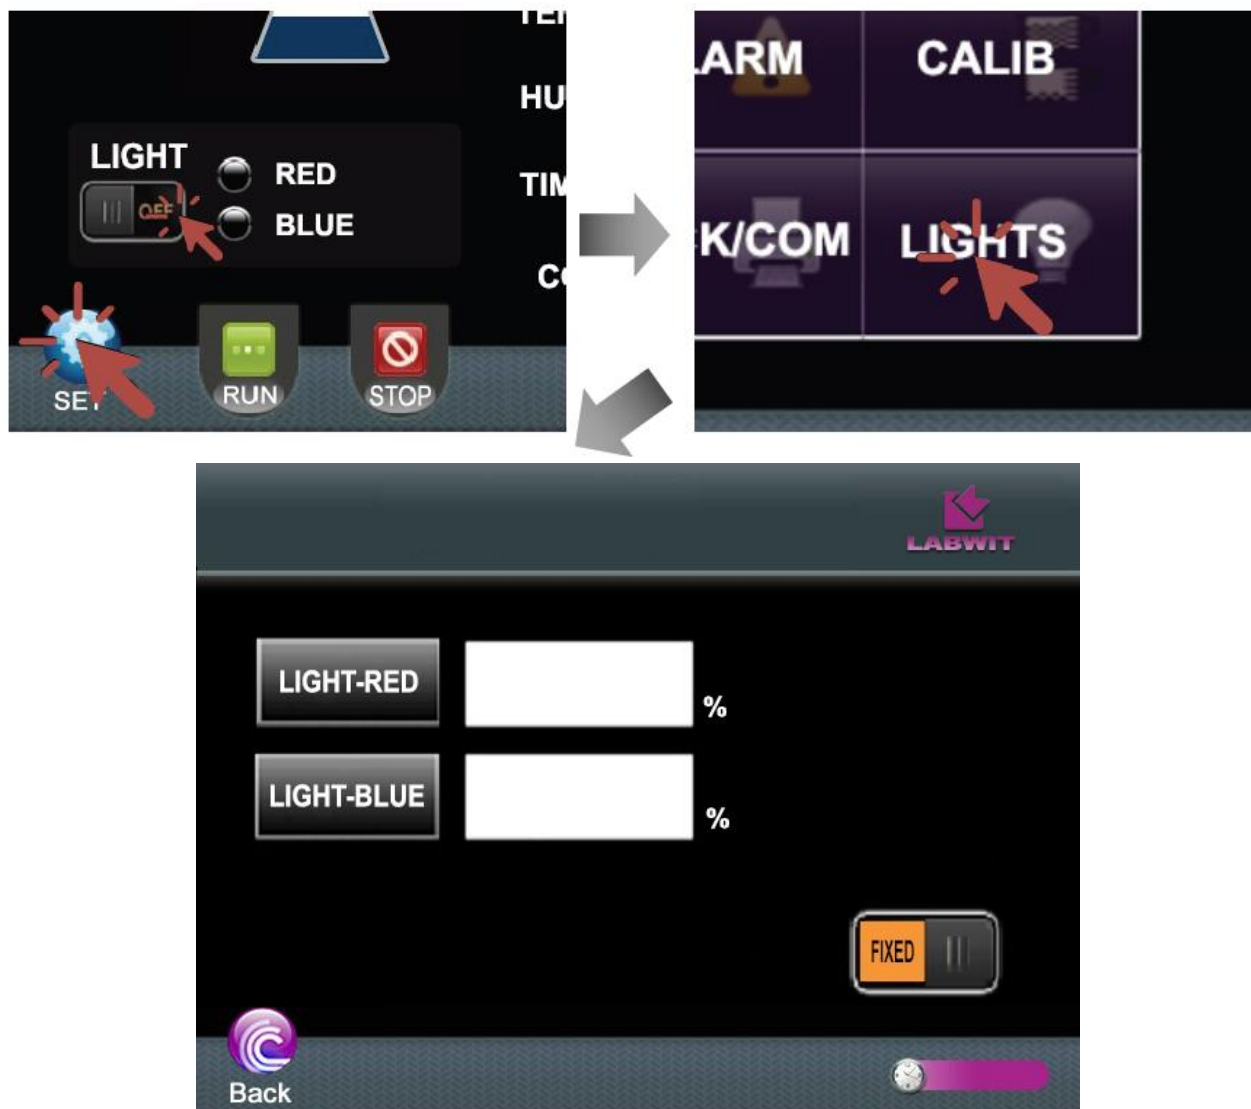 LIGHT
OFF
RED
BLUE
HU
TIM
SET
RUN
STOP
ARM
CALIB
K/COM
LIGHTS
LABWIT
LIGHT-RED
%
LIGHT-BLUE
%
FIXED
Back